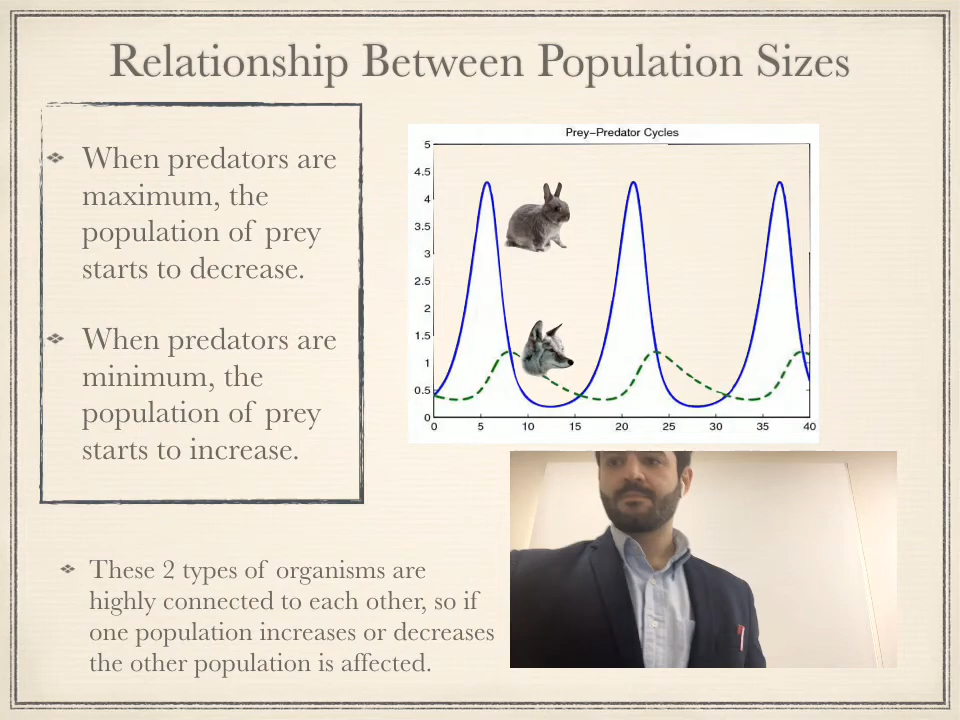 Relationship Between Population Sizes
When predators are
maximum, the
population of prey
starts to decrease.
When predators are
minimum, the
population of prey
starts to increase.
Prey–Predator Cycles
5
4.5
4
3.5
3
2.5
2
1.5
1
0.5
0
0 5 10 15 20 25 30 35 40
These 2 types of organisms are
highly connected to each other, so if
one population increases or decreases
the other population is affected.